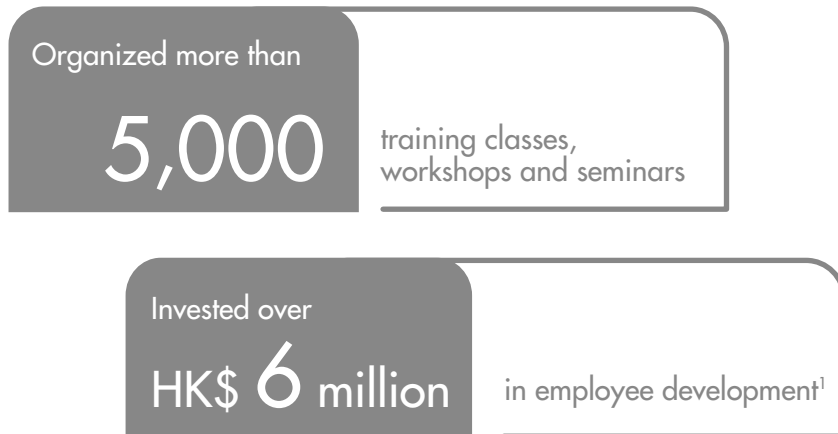 Organized more than
5,000
training classes,
workshops and seminars
Invested over
HK$ 6 million
in employee development¹